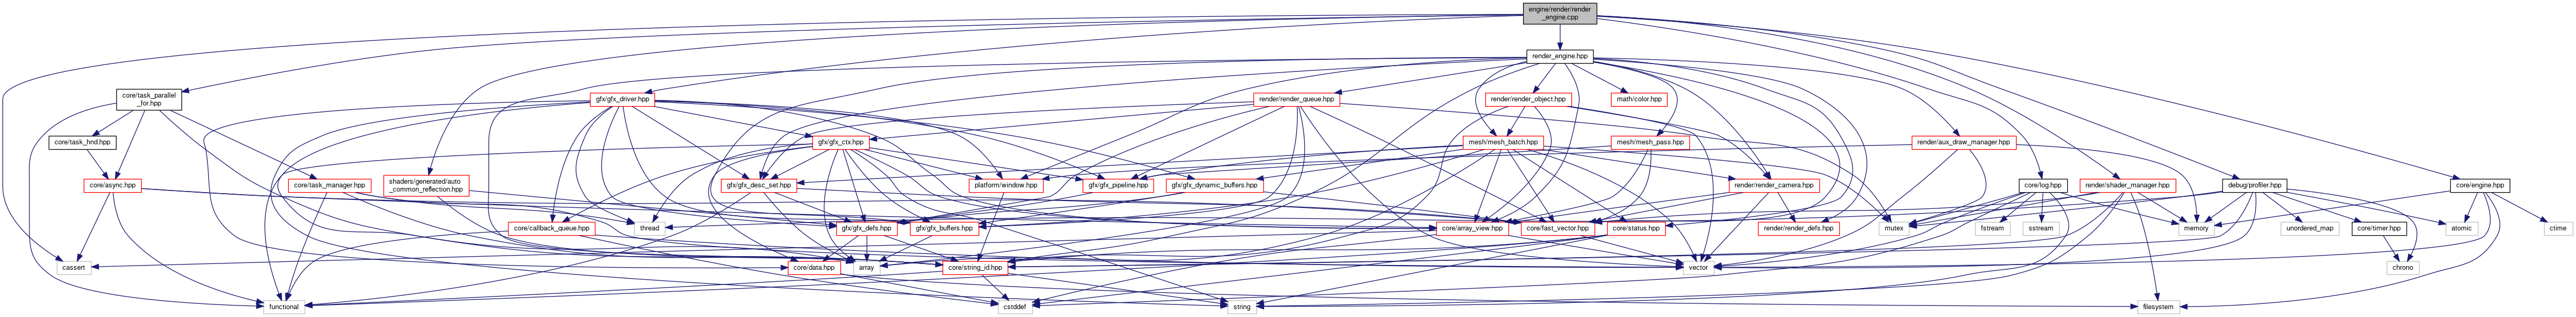 engine/render/render
_engine.cpp
render_engine.hpp
core/task_parallel
_for.hpp
gfx/gfx_driver.hpp
render/render_queue.hpp
render/render_object.hpp
math/color.hpp
core/task_hnd.hpp
gfx/gfx_ctx.hpp
mesh/mesh_batch.hpp
mesh/mesh_pass.hpp
render/aux_draw_manager.hpp
core/async.hpp
core/task_manager.hpp
shaders/generated/auto
_common_reflection.hpp
gfx/gfx_desc_set.hpp
platform/window.hpp
gfx/gfx_pipeline.hpp
gfx/gfx_dynamic_buffers.hpp
render/render_camera.hpp
core/log.hpp
render/shader_manager.hpp
debug/profiler.hpp
core/engine.hpp
core/callback_queue.hpp
thread
gfx/gfx_defs.hpp
gfx/gfx_buffers.hpp
core/array_view.hpp
core/fast_vector.hpp
core/status.hpp
render/render_defs.hpp
mutex
fstream
sstream
memory
unordered_map
core/timer.hpp
atomic
ctime
cassert
core/data.hpp
array
core/string_id.hpp
vector
chrono
functional
cstddef
string
filesystem